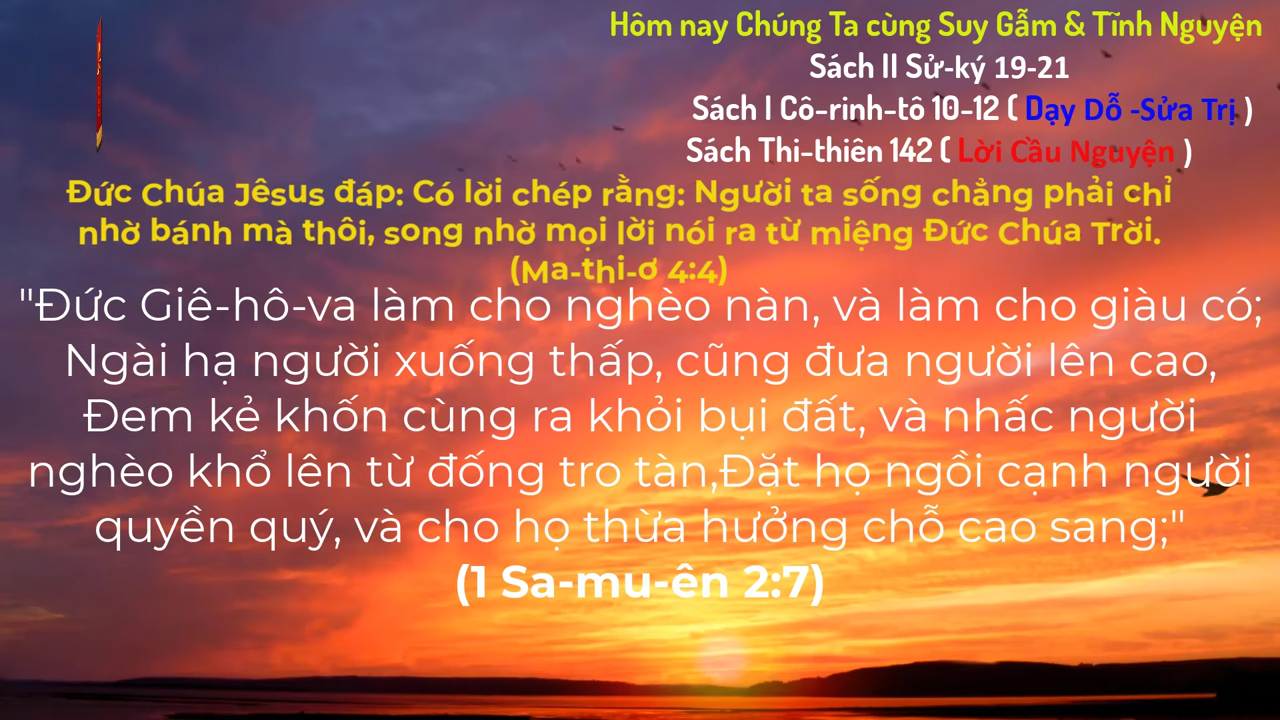 Hôm nay Chúng Ta cùng Suy Gẫm & Tĩnh Nguyện
Sách II Sử-ký 19-21
Sách I Cô-rinh-tô 10-12 ( Dạy Dỗ -Sửa Trị )
Sách Thi-thiên 142 ( Lời Cầu Nguyện )
Đức Chúa Jêsus đáp: Có lời chép rằng: Người ta sống chẳng phải chỉ
nhờ bánh mà thôi, song nhờ mọi lời nói ra từ miệng Đức Chúa Trời.
(Ma-thi-ơ 4:4)
"Đức Giê-hô-va làm cho nghèo nàn, và làm cho giàu có;
Ngài hạ người xuống thấp, cũng đưa người lên cao,
Đem kẻ khốn cùng ra khỏi bụi đất, và nhấc người
nghèo khổ lên từ đống tro tàn,Đặt họ ngồi cạnh người
quyền quý, và cho họ thừa hưởng chỗ cao sang;"
(1 Sa-mu-ên 2:7)